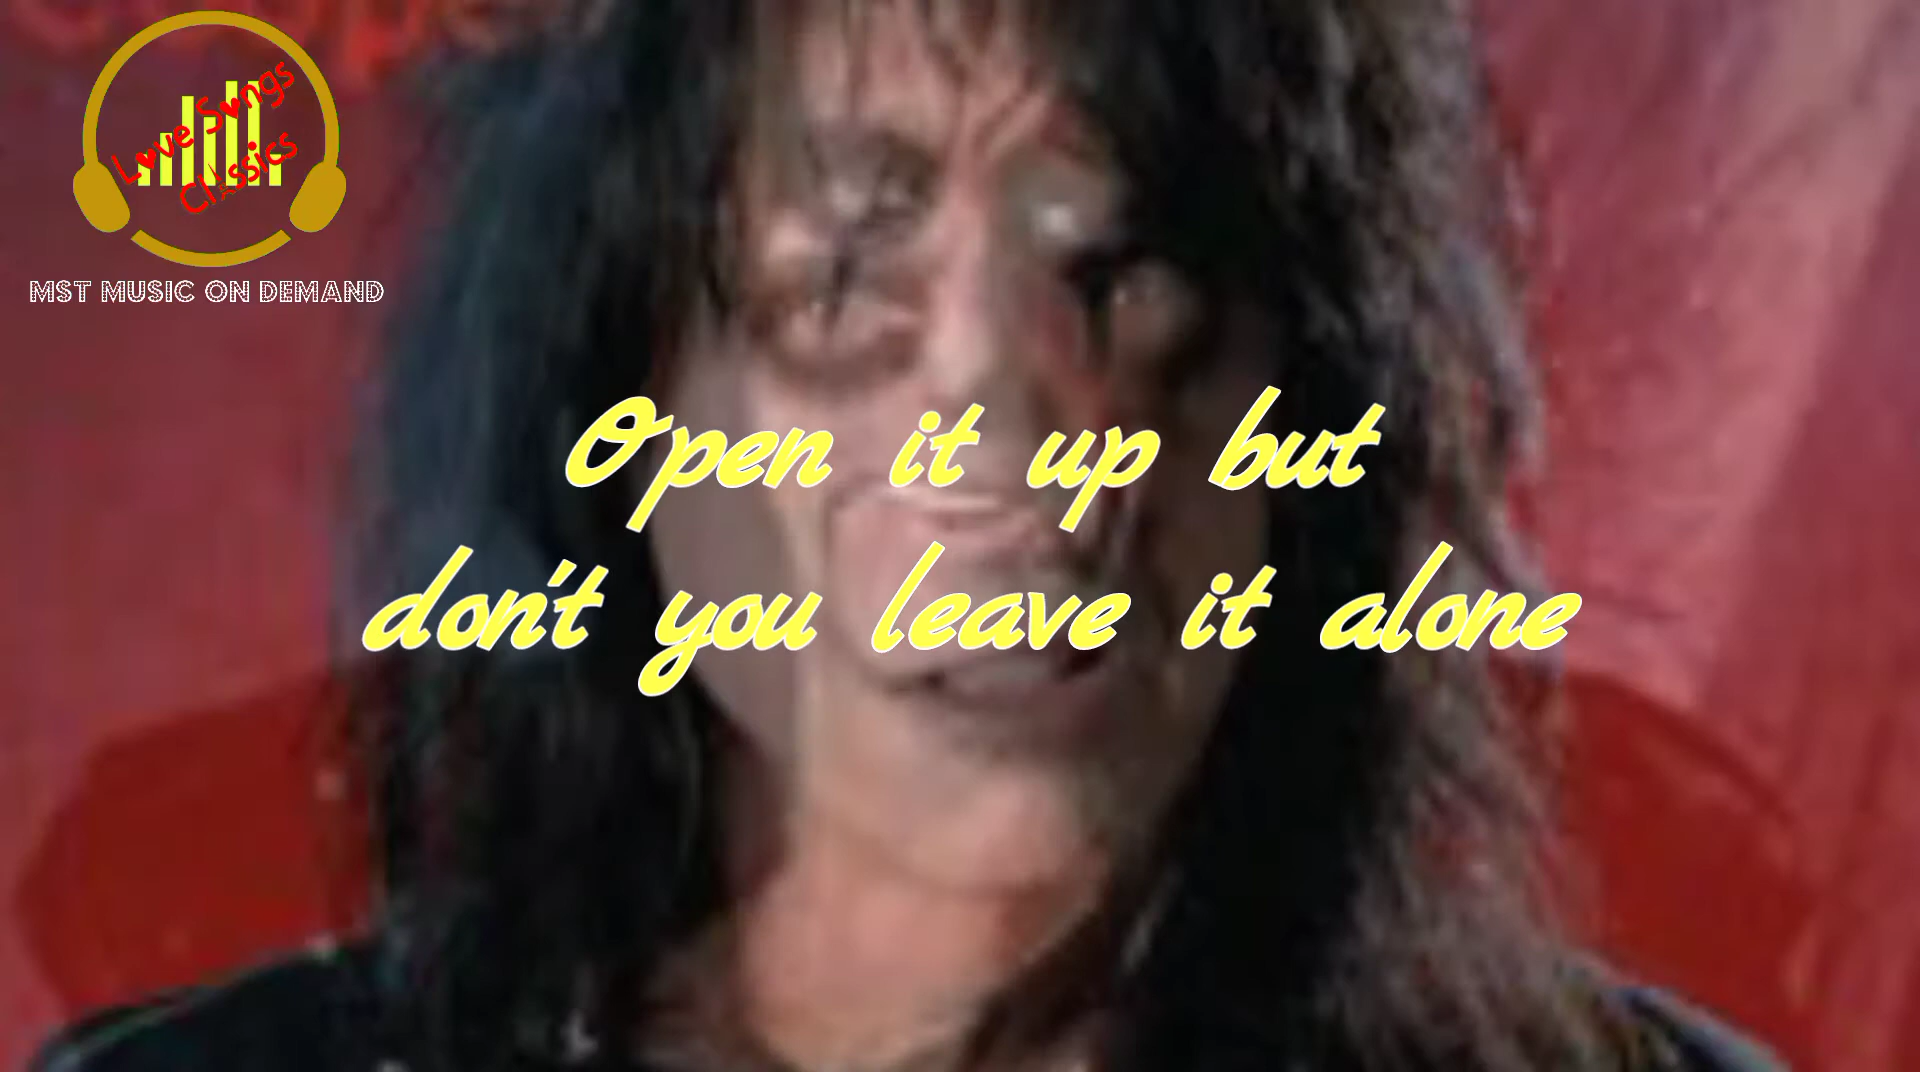 Love Songs
Classics
MST MUSIC ON DEMAND
Open it up but
don't you leave it alone